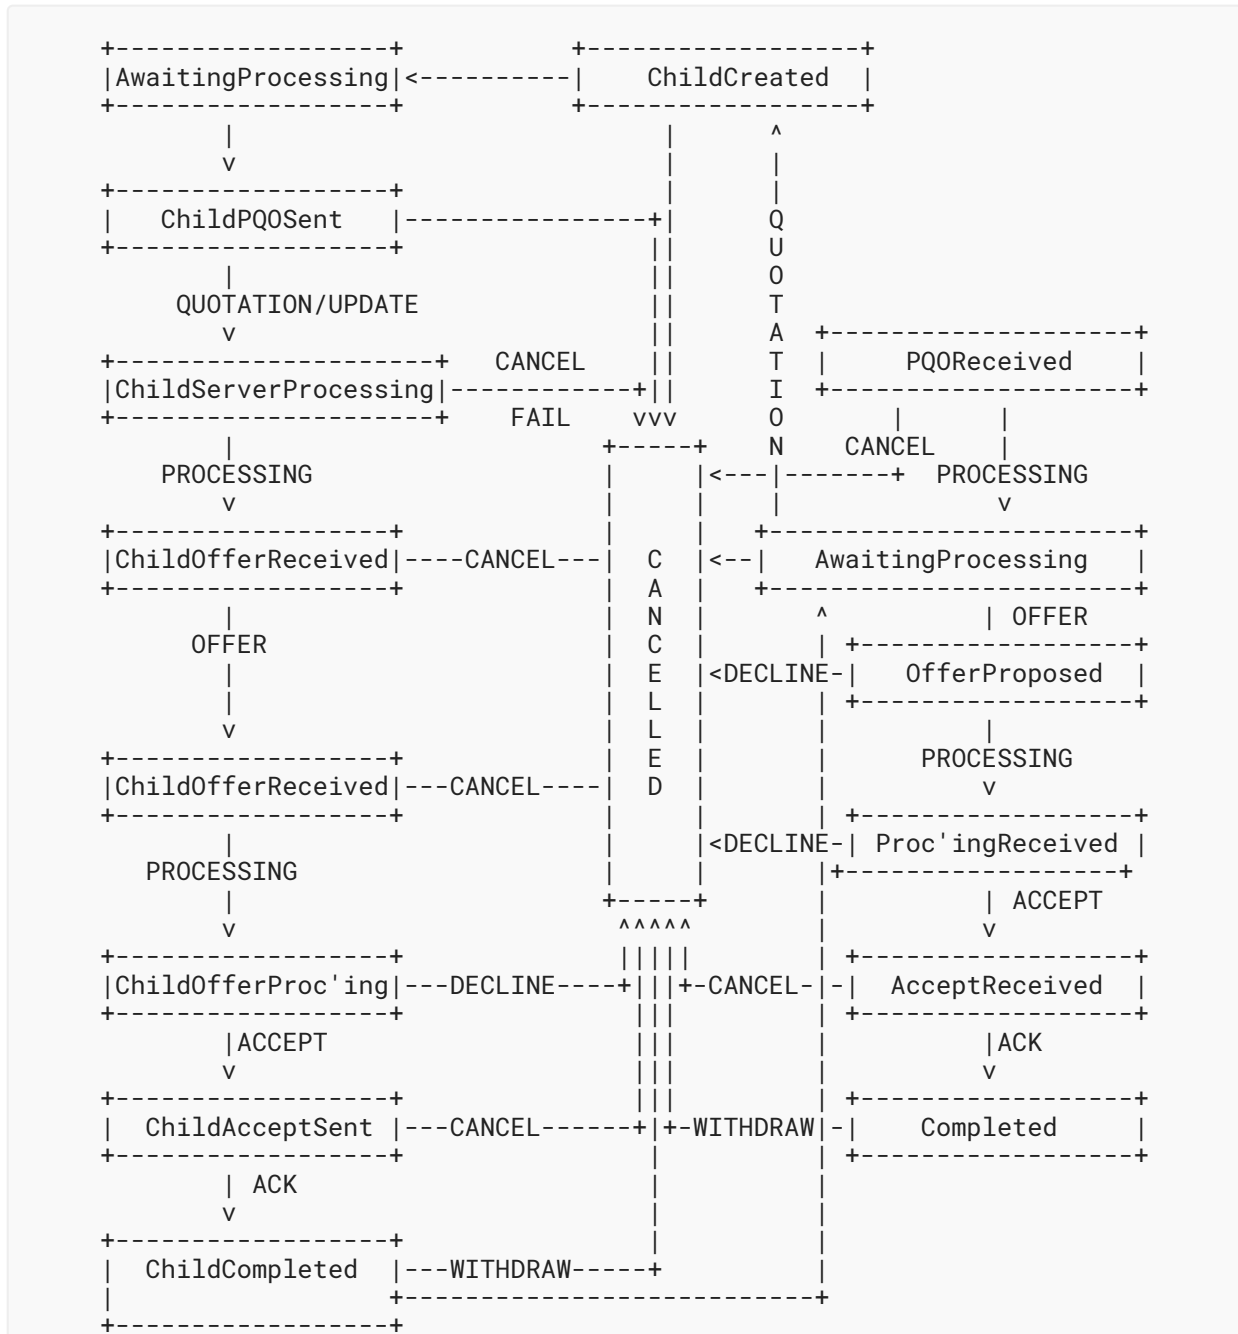 AwaitingProcessing ChildCreated
ChildPQOSent
QUOTATION
QUOTATION/UPDATE
CANCEL PQOReceived
ChildServerProcessing
FAIL
CANCEL
PROCESSING PROCESSING
ChildOfferReceived CANCEL CANCELLED AwaitingProcessing
OFFER
OFFER
DECLINE OfferProposed
PROCESSING
ChildOfferReceived CANCEL
DECLINE Proc'ingReceived
PROCESSING
ACCEPT
ChildOfferProc'ing DECLINE CANCEL AcceptReceived
ACCEPT ACK
ChildAcceptSent CANCEL WITHDRAW Completed
ACK
ChildCompleted WITHDRAW